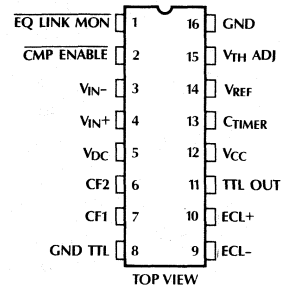 EQ LINK MON 1 16 GND
CMP ENABLE 2 15 VTH ADJ
VIN- 3 14 VREF
VIN+ 4 13 CTIMER
VDC 5 12 VCC
CF2 6 11 TTL OUT
CF1 7 10 ECL+
GND TTL 8 9 ECL-
TOP VIEW